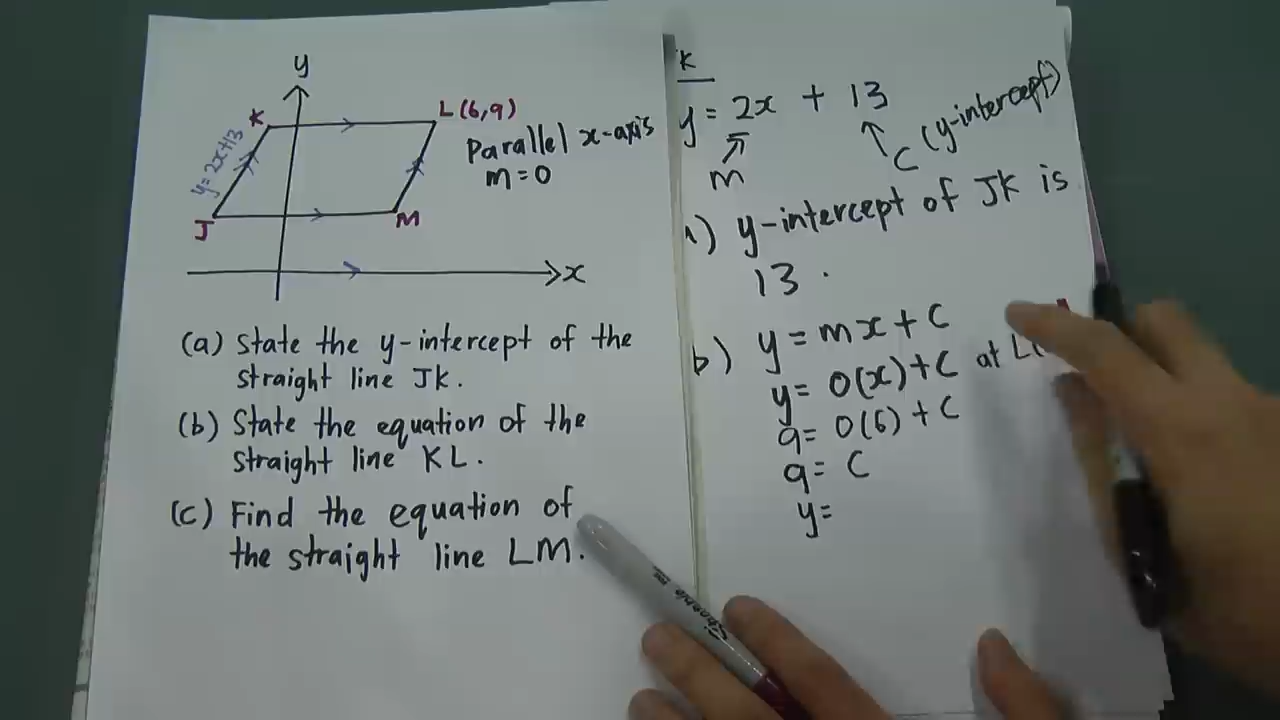 y
K
L(6,9)
Parallel x-axis
m=0
y=2x+13
J
M
x
(a) State the y-intercept of the
straight line JK.
(b) State the equation of the
straight line KL.
(c) Find the equation of
the straight line LM.
K
y = 2x + 13
m
C (y-intercept)
y-intercept of JK is
13.
b) y = mx + C
y = 0(x) + C at L(
9 = 0(6) + C
9 = C
y =
Sharpie